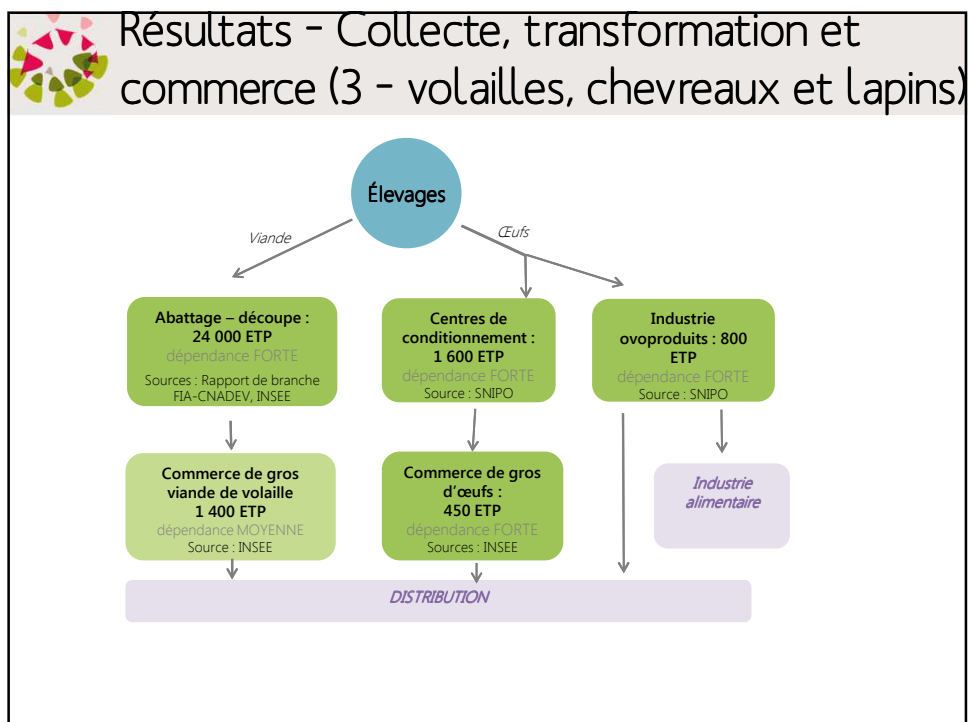 Résultats - Collecte, transformation et
commerce (3 - volailles, chevreaux et lapins)
Élevages
Viande
Œufs
Abattage – découpe :
24 000 ETP
dépendance FORTE
Sources : Rapport de branche
FIA-CNADEV, INSEE
Centres de
conditionnement :
1 600 ETP
dépendance FORTE
Source : SNIPO
Industrie
ovoproduits : 800
ETP
dépendance FORTE
Source : SNIPO
Commerce de gros
viande de volaille
1 400 ETP
dépendance MOYENNE
Source : INSEE
Commerce de gros
d'œufs :
450 ETP
dépendance FORTE
Sources : INSEE
Industrie
alimentaire
DISTRIBUTION